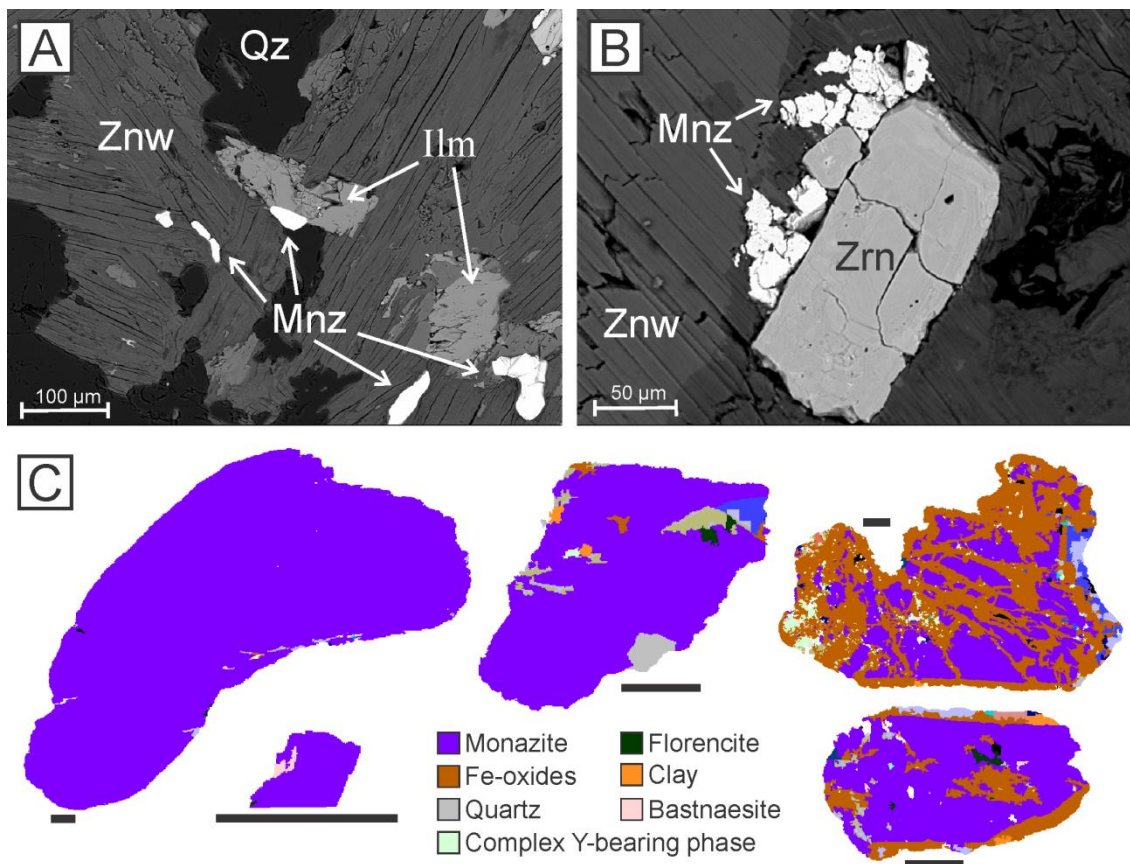 A
Qz
Znw
Ilm
Mnz
100 µm
B
Mnz
Zrn
Znw
50 µm
C
Monazite
Florencite
Fe-oxides
Clay
Quartz
Bastnaesite
Complex Y-bearing phase